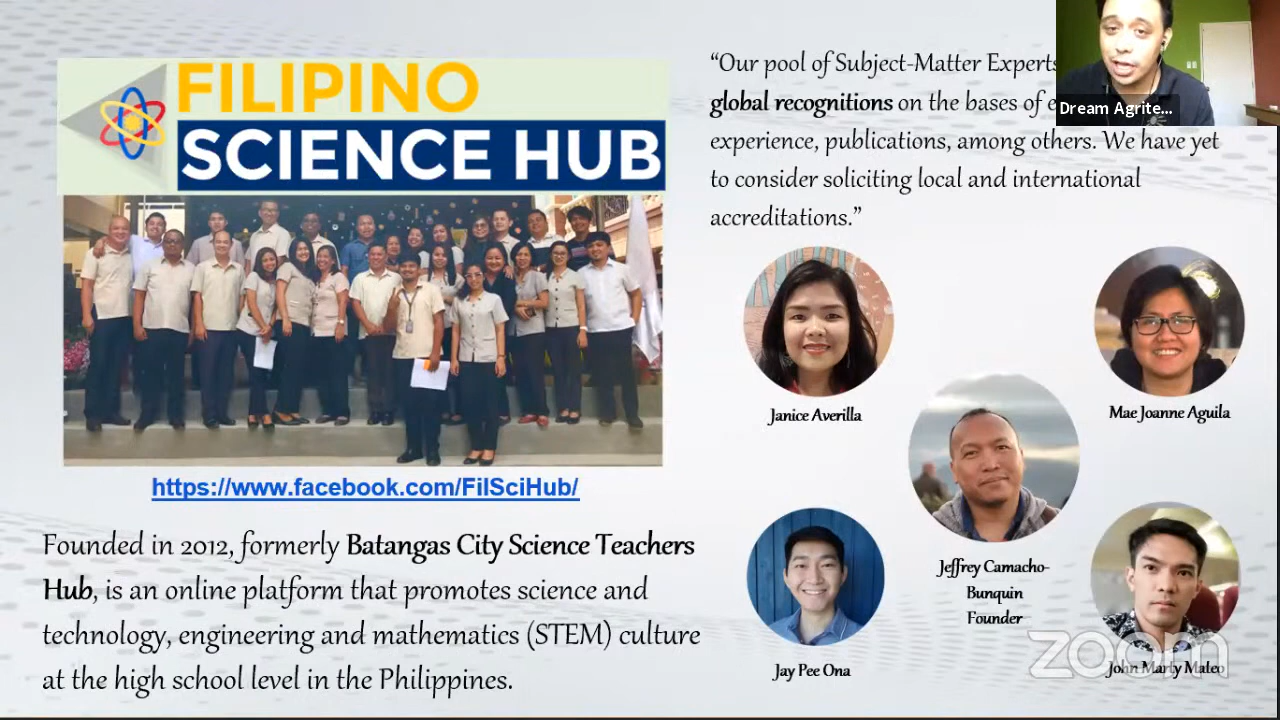 FILIPINO
SCIENCE HUB
https://www.facebook.com/FilSciHub/
Founded in 2012, formerly Batangas City Science Teachers
Hub, is an online platform that promotes science and
technology, engineering and mathematics (STEM) culture
at the high school level in the Philippines.
“Our pool of Subject-Matter Experts
global recognitions on the bases of
experience, publications, among others. We have yet
to consider soliciting local and international
accreditations.”
Dream Agrite...
Janice Averilla
Mae Joanne Aguila
Jeffrey Camacho-
Bunquin
Founder
Jay Pee Ona
John Marty Mateo
zoom